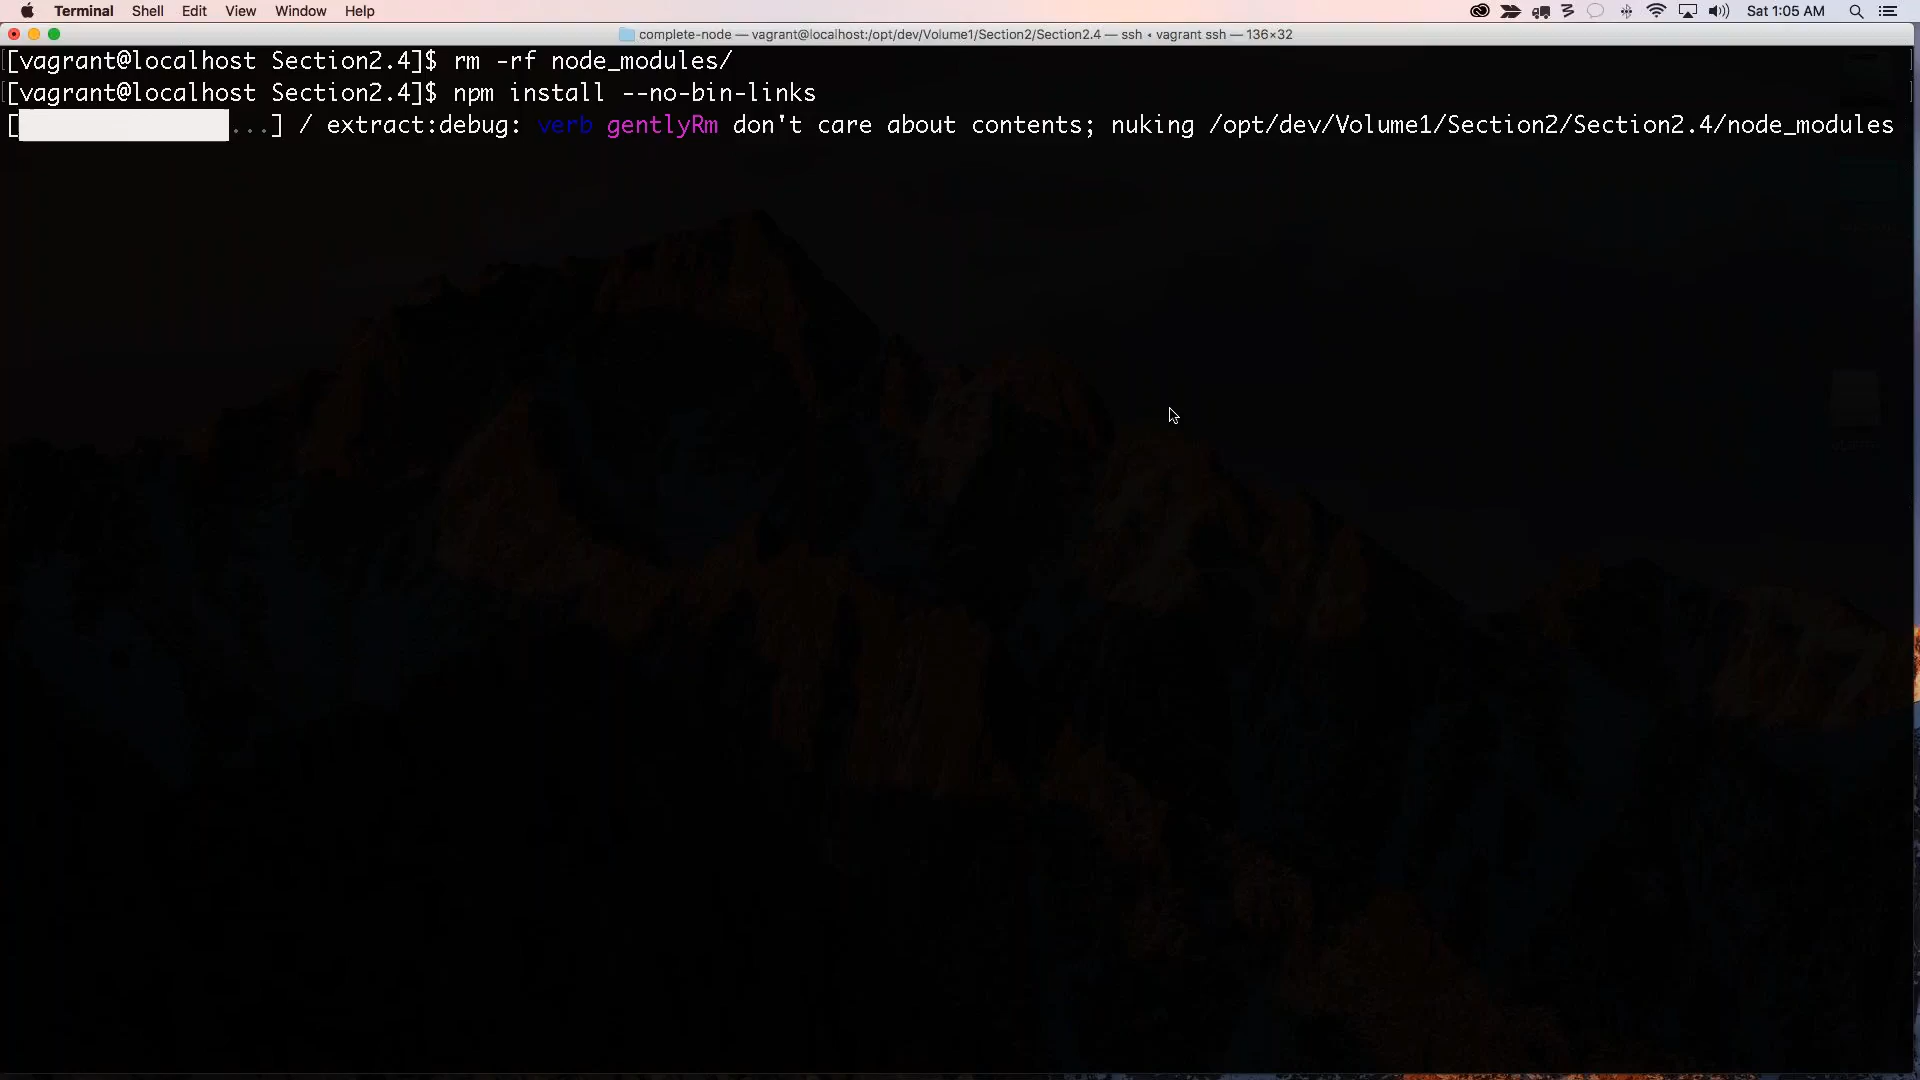 Terminal Shell Edit View Window Help Sat 1:05 AM
complete-node — vagrant@localhost:/opt/dev/Volume1/Section2/Section2.4 — ssh • vagrant ssh — 136×32
[vagrant@localhost Section2.4]$ rm -rf node_modules/
[vagrant@localhost Section2.4]$ npm install --no-bin-links
[ ...] / extract:debug: verb gentlyRm don't care about contents; nuking /opt/dev/Volume1/Section2/Section2.4/node_modules